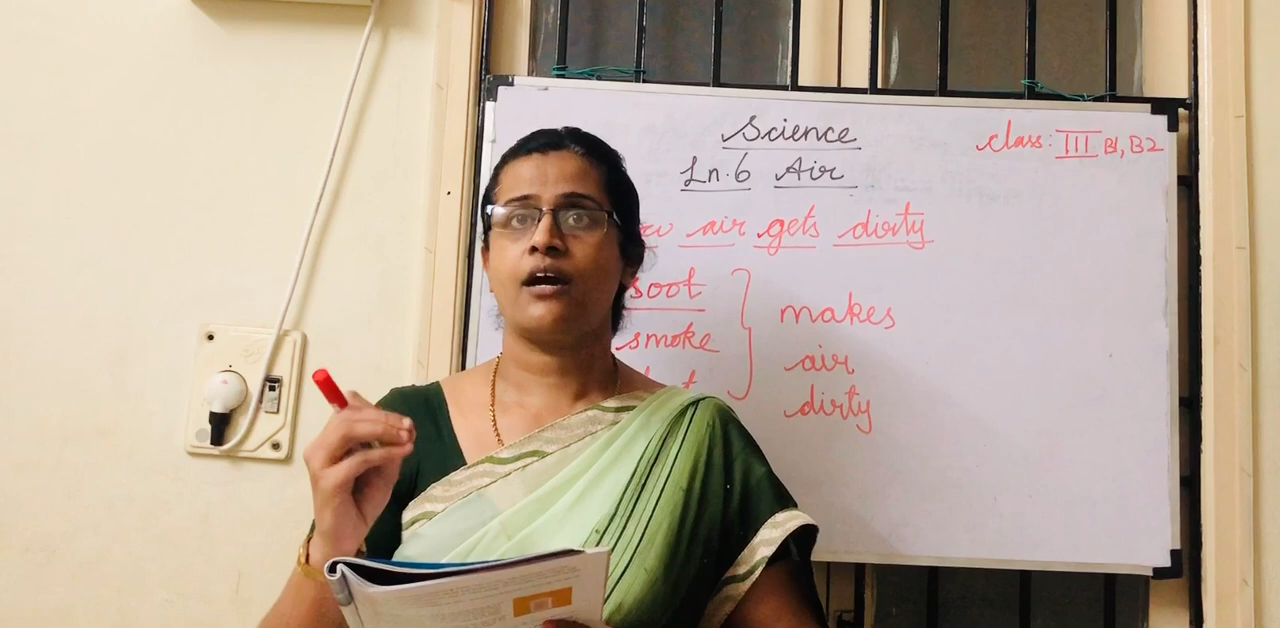 Science
class: III B1, B2
Ln.6 Air
air gets dirty
soot
smoke
makes
air
dirty